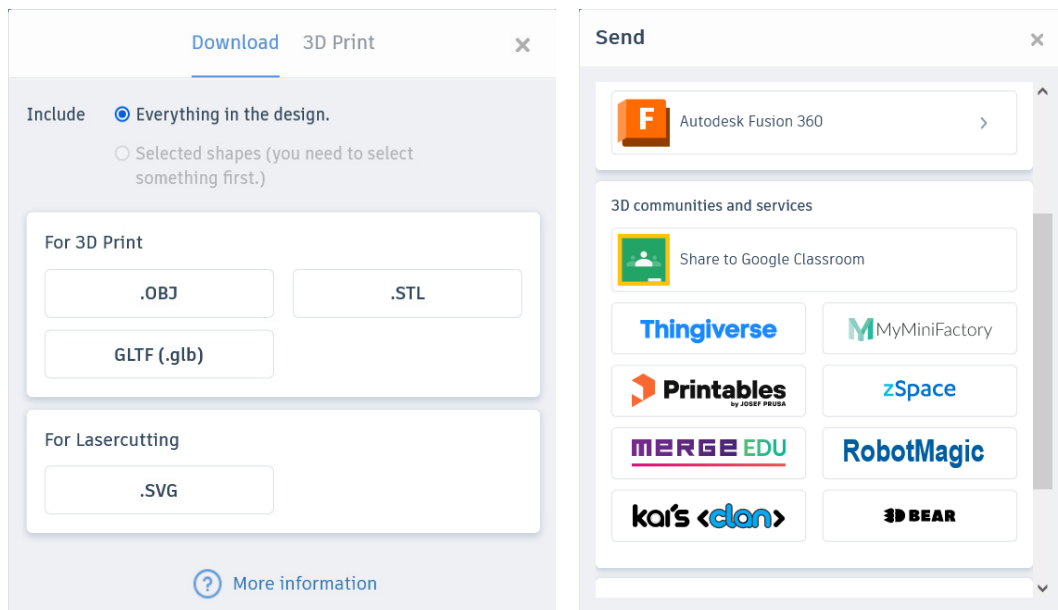 Download 3D Print
Include
Everything in the design.
Selected shapes (you need to select
something first.)
For 3D Print
.OBJ
.STL
GLTF (.glb)
For Lasercutting
.SVG
? More information
Send
F Autodesk Fusion 360
3D communities and services
Share to Google Classroom
Thingiverse
MyMiniFactory
Printables
by JOSEF PRUSA
zSpace
MERGE EDU
RobotMagic
kai's <clan>
3D BEAR